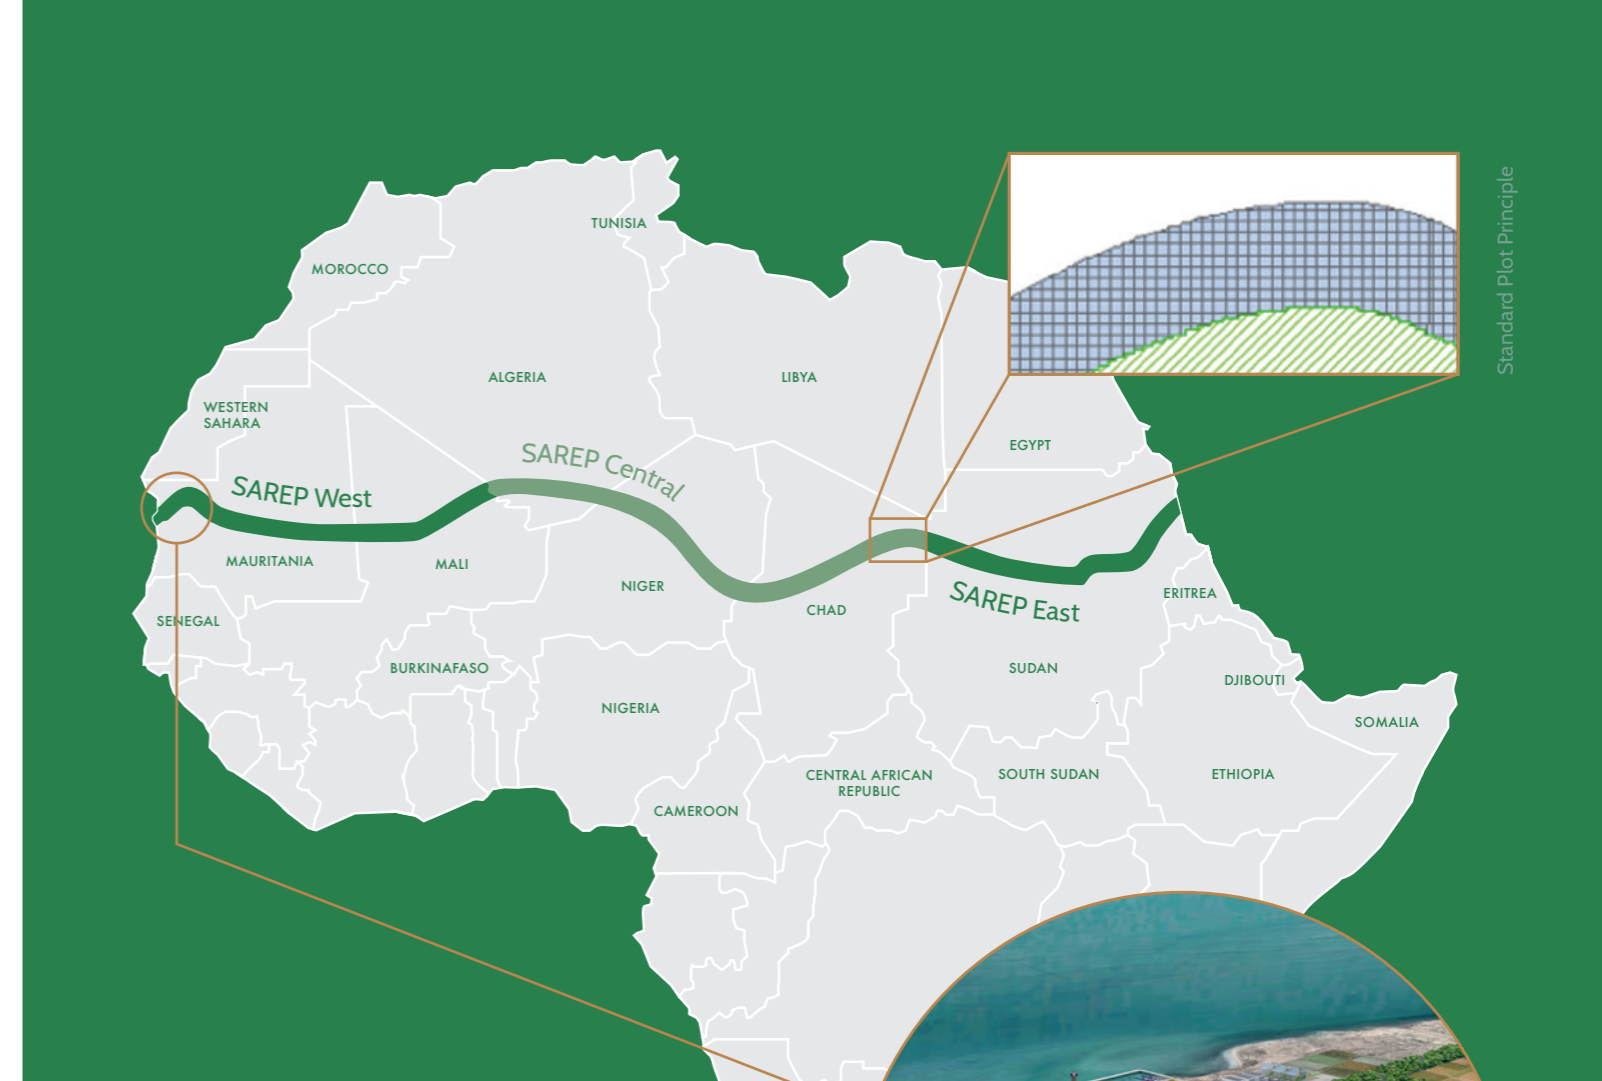 Standard Plot Principle
TUNISIA
MOROCCO
ALGERIA
LIBYA
WESTERN
SAHARA
EGYPT
SAREP Central
SAREP West
MAURITANIA
MALI
NIGER
CHAD
SAREP East
ERITREA
SENEGAL
BURKINAFASO
SUDAN
DJIBOUTI
NIGERIA
SOMALIA
CENTRAL AFRICAN
REPUBLIC
SOUTH SUDAN
ETHIOPIA
CAMEROON